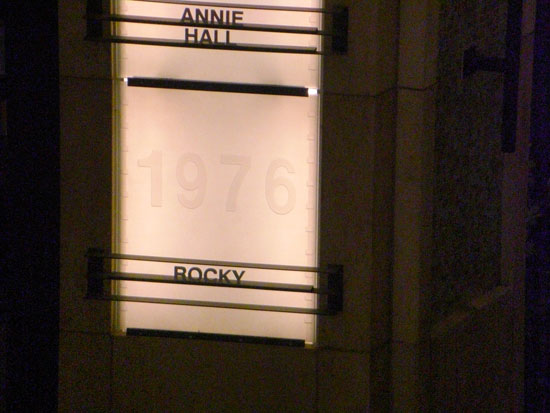 ANNIE
HALL
1976
ROCKY